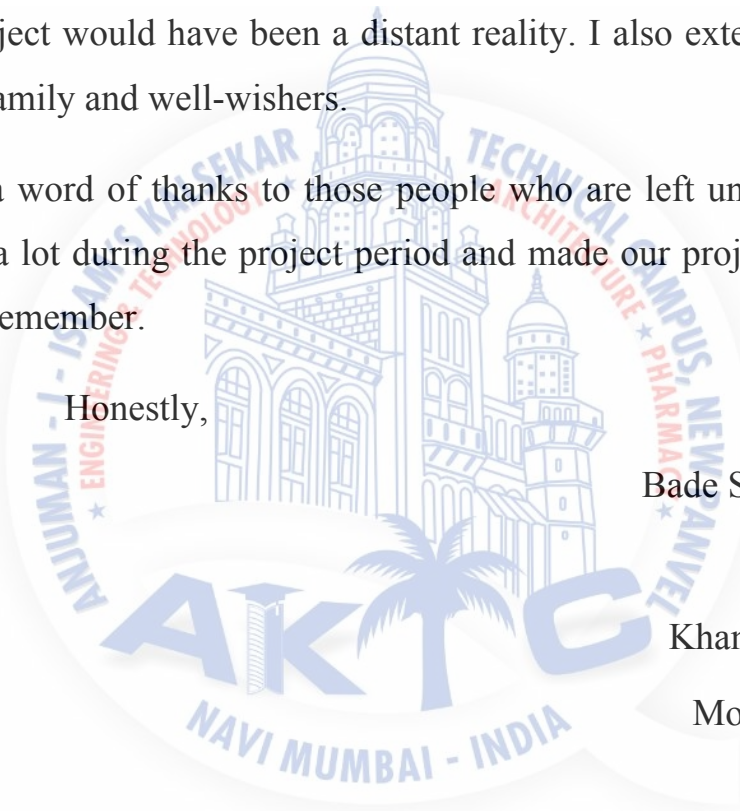 ject would have been a distant reality. I also exte
amily and well-wishers.
a word of thanks to those people who are left un
a lot during the project period and made our proj
emember.
Honestly,
Bade S
Khan
Mo
ANJUMAN - I - ISLAM'S KALSEKAR TECHNICAL CAMPUS, NEW PANVEL
ENGINEERING & TECHNOLOGY ★ ARCHITECTURE ★ PHARMACY
AKTC
NAVI MUMBAI - INDIA